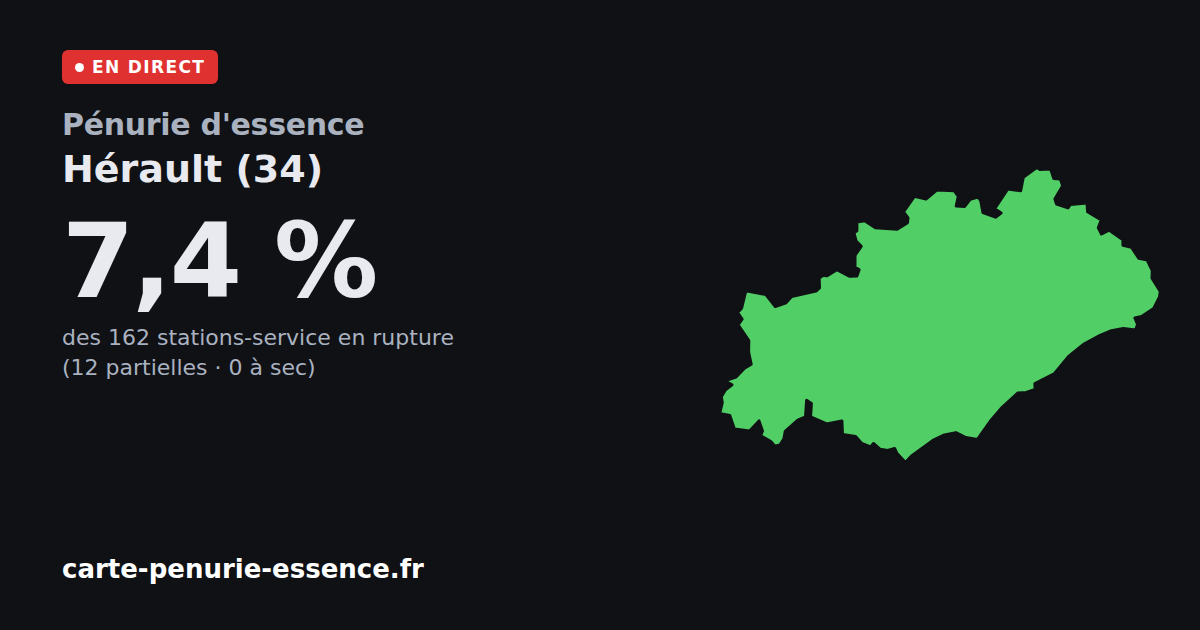 EN DIRECT
Pénurie d'essence
Hérault (34)
7,4 %
des 162 stations-service en rupture
(12 partielles · 0 à sec)
carte-penurie-essence.fr